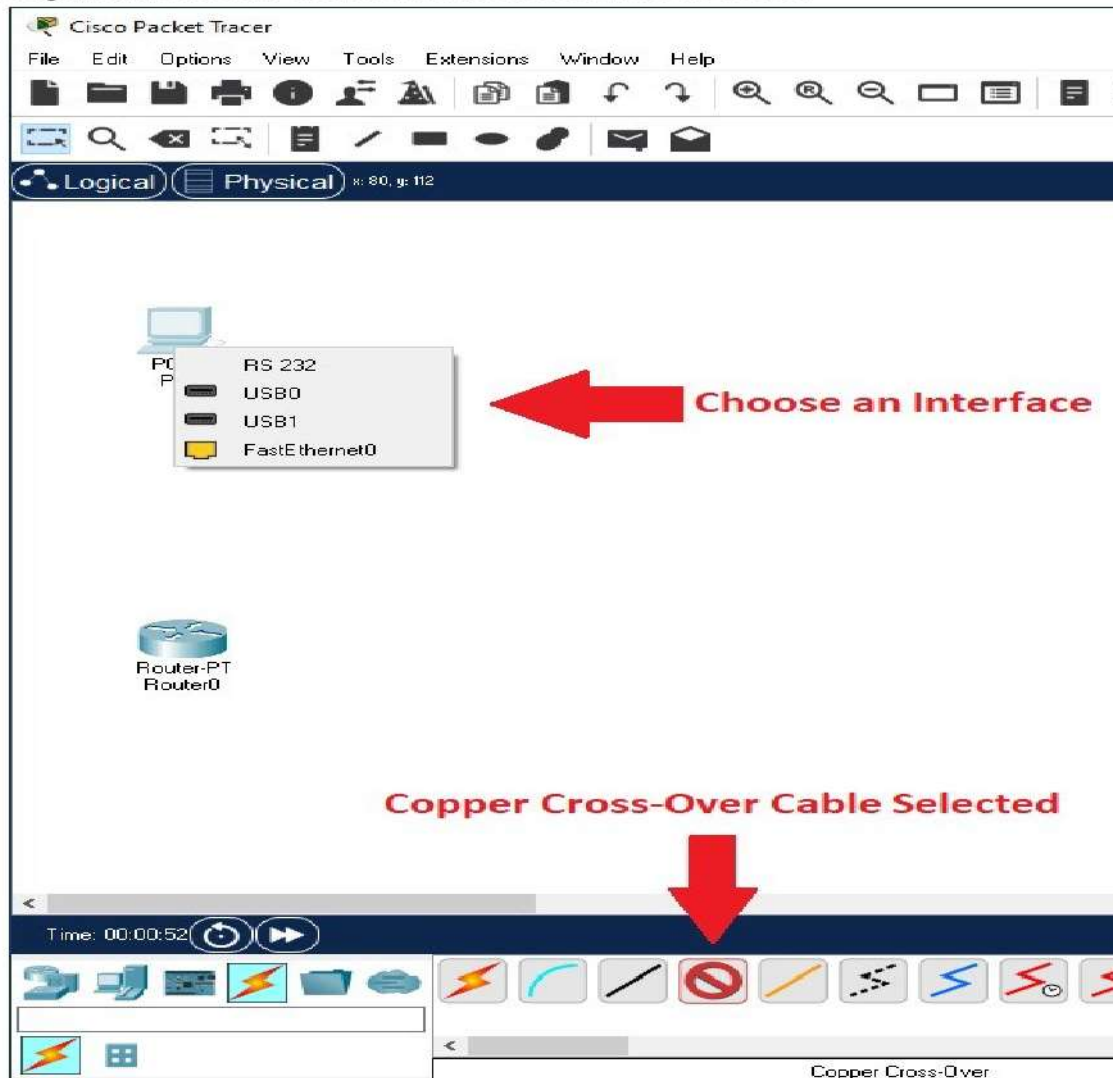 Cisco Packet Tracer
File Edit Options View Tools Extensions Window Help
Logical Physical x: 80, y: 112
RS 232
USB0
USB1
FastEthernet0
Choose an Interface
Router-PT
Router0
Copper Cross-Over Cable Selected
Time: 00:00:52
Copper Cross-Over